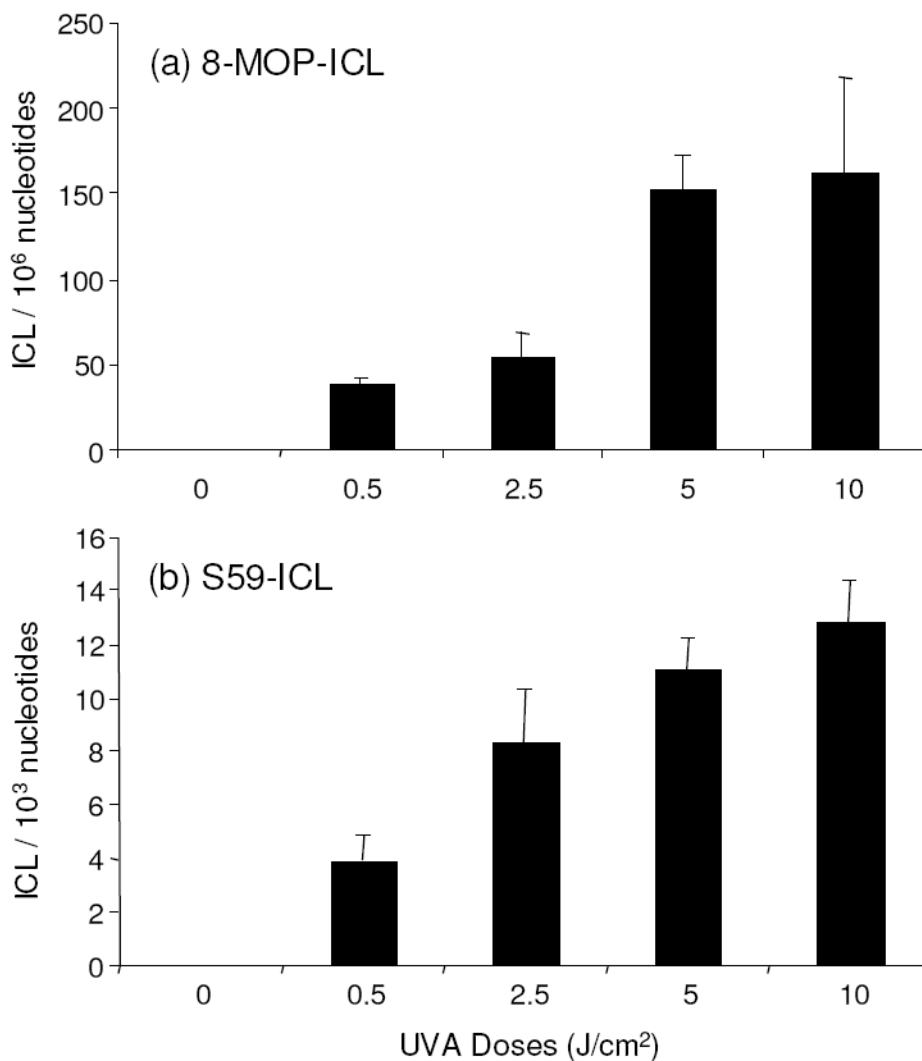 (a) 8-MOP-ICL
ICL / 10⁶ nucleotides
250
200
150
100
50
0
0 0.5 2.5 5 10
(b) S59-ICL
ICL / 10³ nucleotides
16
14
12
10
8
6
4
2
0
0 0.5 2.5 5 10
UVA Doses (J/cm²)